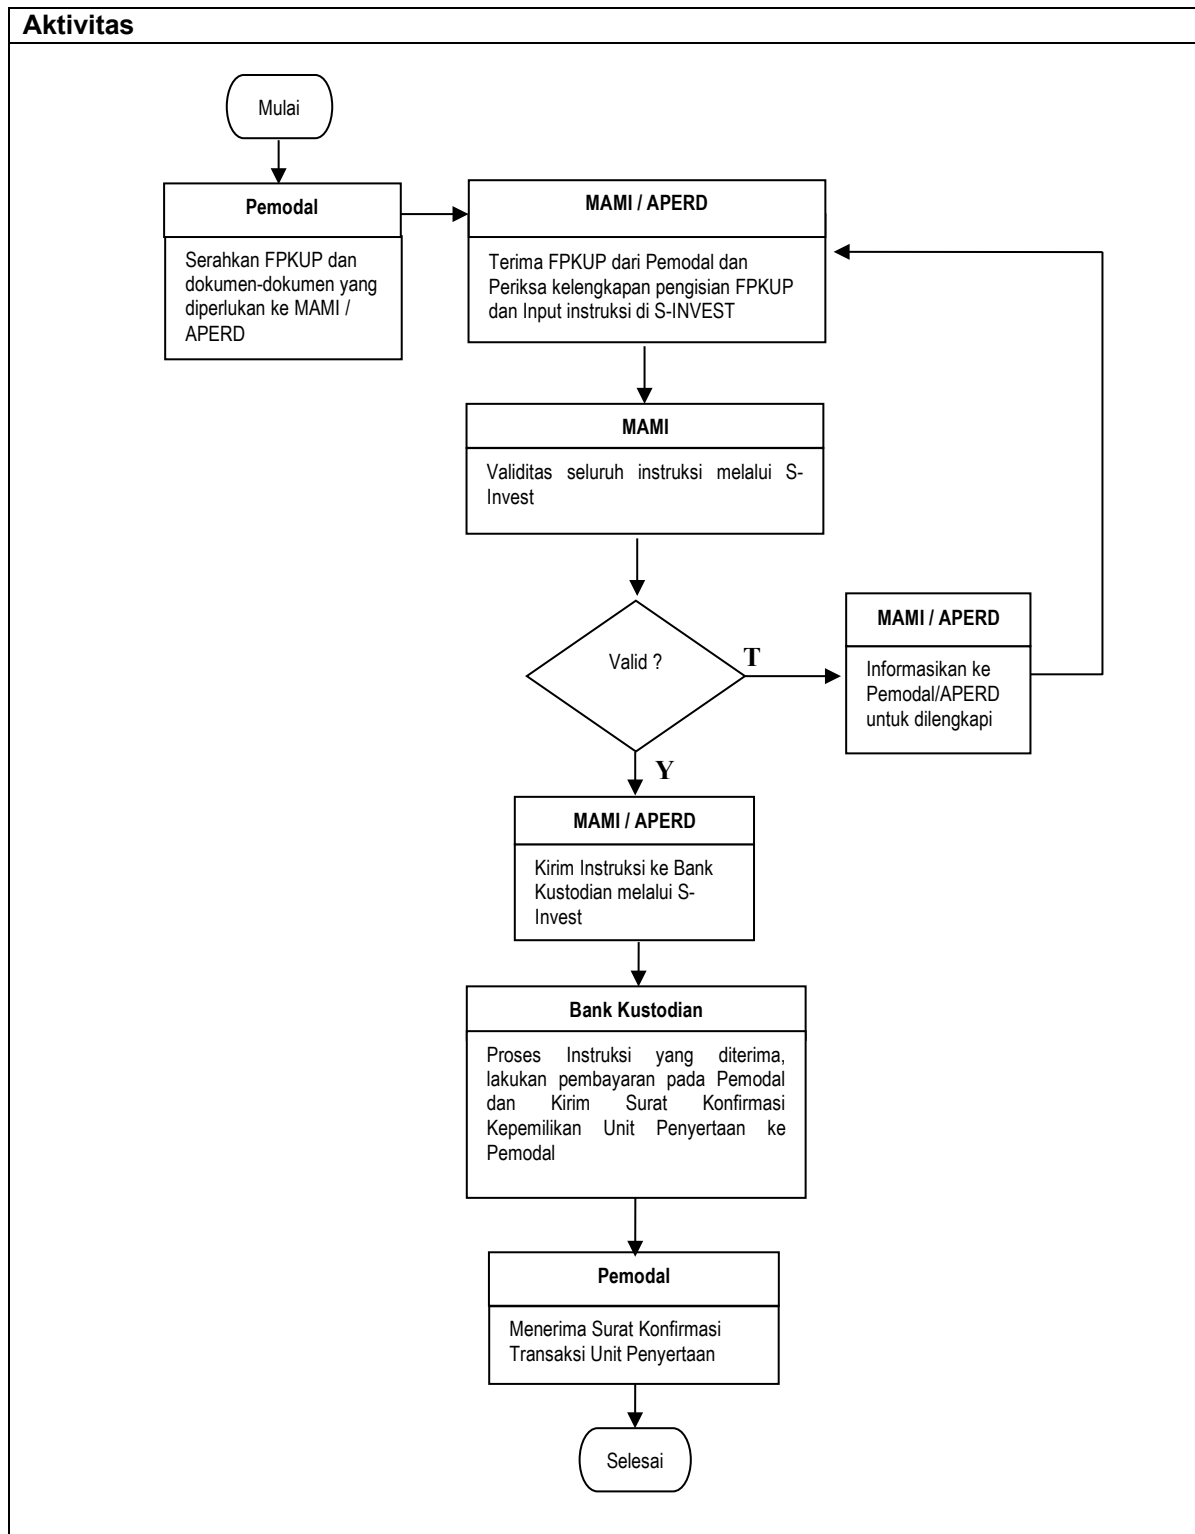 Aktivitas
Mulai
Pemodal
Serahkan FPKUP dan
dokumen-dokumen yang
diperlukan ke MAMI /
APERD
MAMI / APERD
Terima FPKUP dari Pemodal dan
Periksa kelengkapan pengisian FPKUP
dan Input instruksi di S-INVEST
MAMI
Validitas seluruh instruksi melalui S-
Invest
Valid ?
T
MAMI / APERD
Informasikan ke
Pemodal/APERD
untuk dilengkapi
Y
MAMI / APERD
Kirim Instruksi ke Bank
Kustodian melalui S-
Invest
Bank Kustodian
Proses Instruksi yang diterima,
lakukan pembayaran pada Pemodal
dan Kirim Surat Konfirmasi
Kepemilikan Unit Penyertaan ke
Pemodal
Pemodal
Menerima Surat Konfirmasi
Transaksi Unit Penyertaan
Selesai